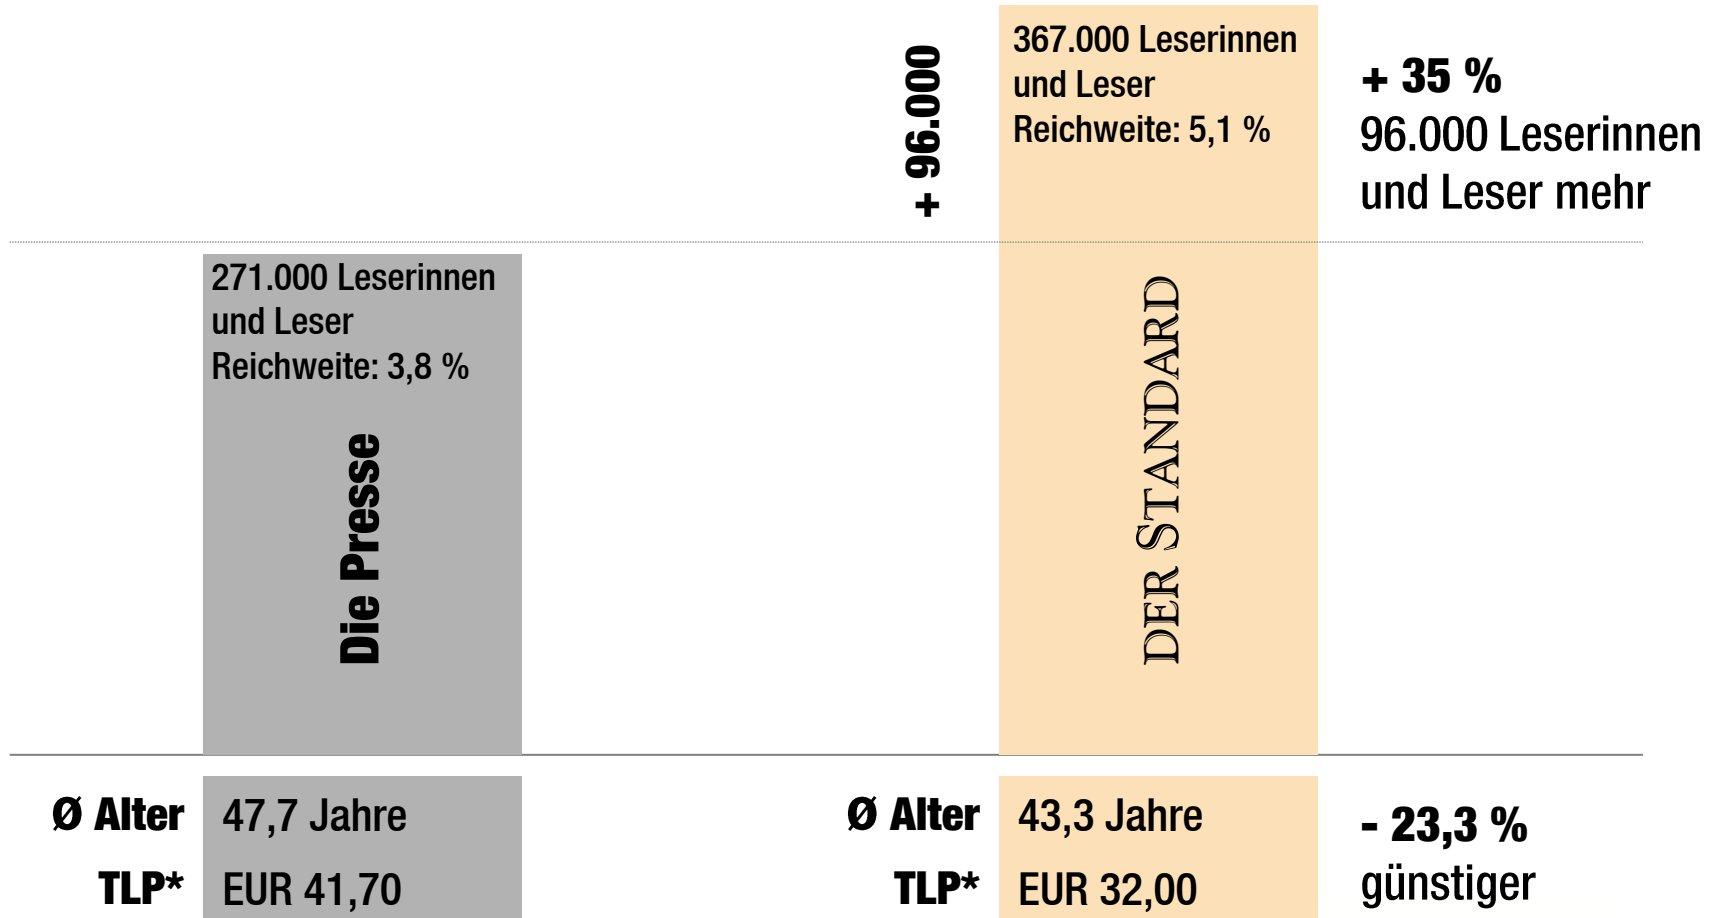 367.000 Leserinnen
und Leser
Reichweite: 5,1 %
+ 96.000
+ 35 %
96.000 Leserinnen
und Leser mehr
271.000 Leserinnen
und Leser
Reichweite: 3,8 %
Die Presse
DER STANDARD
Ø Alter 47,7 Jahre
TLP* EUR 41,70
Ø Alter 43,3 Jahre
TLP* EUR 32,00
- 23,3 %
günstiger